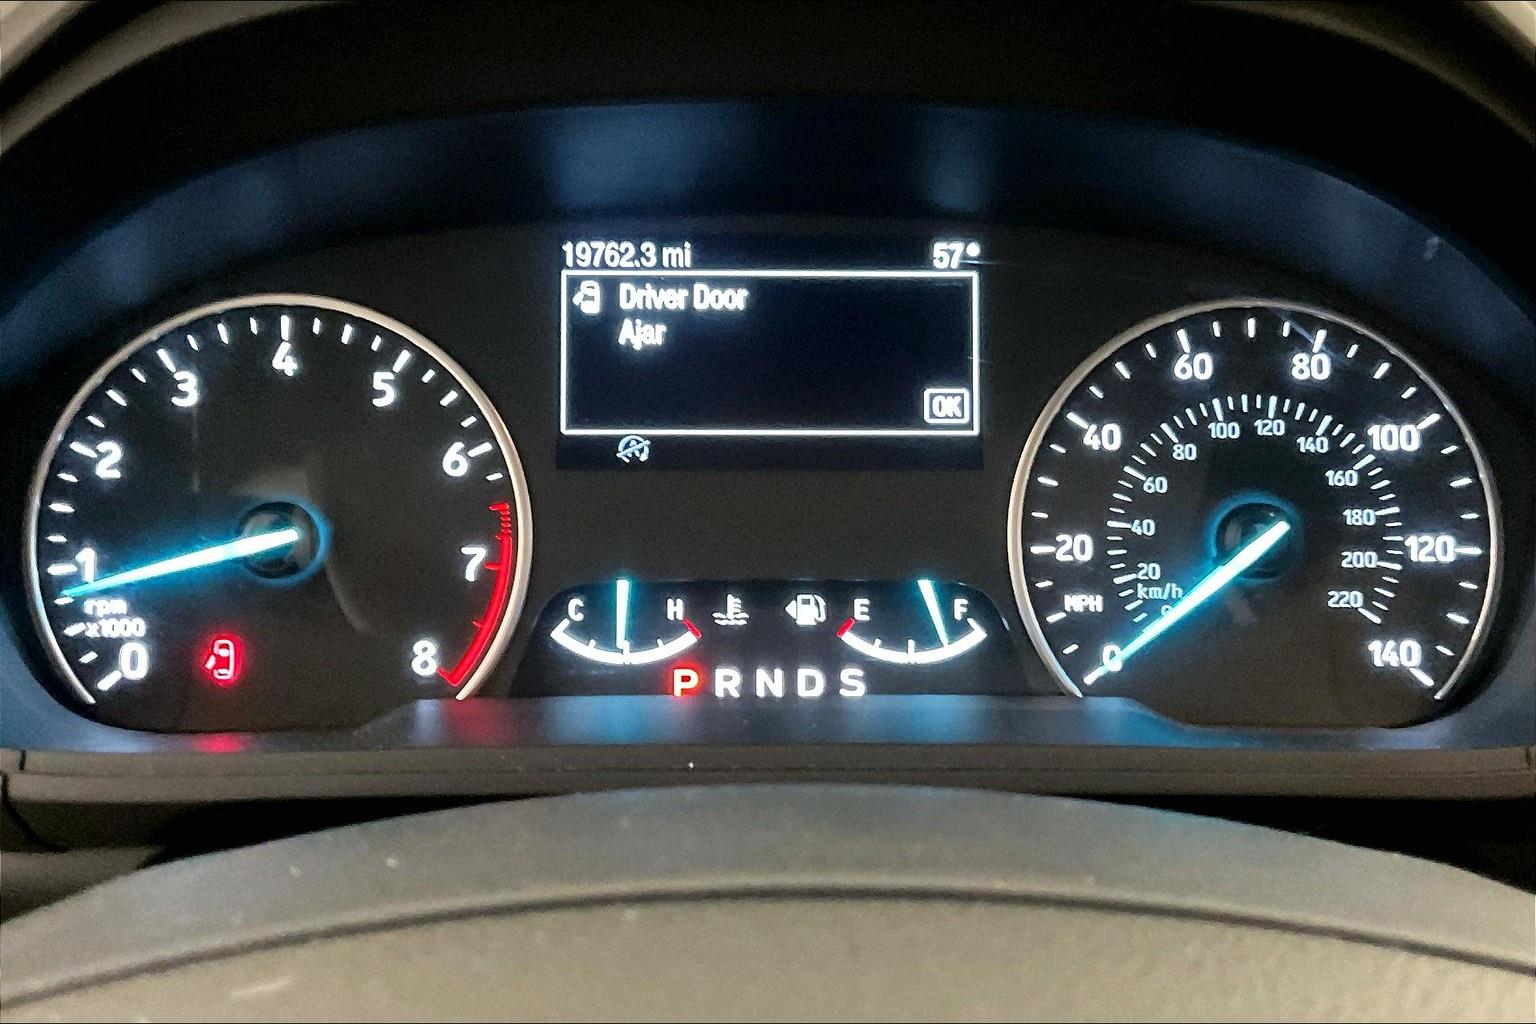 19762.3 mi 57°
Driver Door
Ajar
OK
0 1 2 3 4 5 6 7 8
rpm
x1000
C H E F
P R N D S
0 20 40 60 80 100 120 140
MPH
20 40 60 80 100 120 140 160 180 200 220
km/h